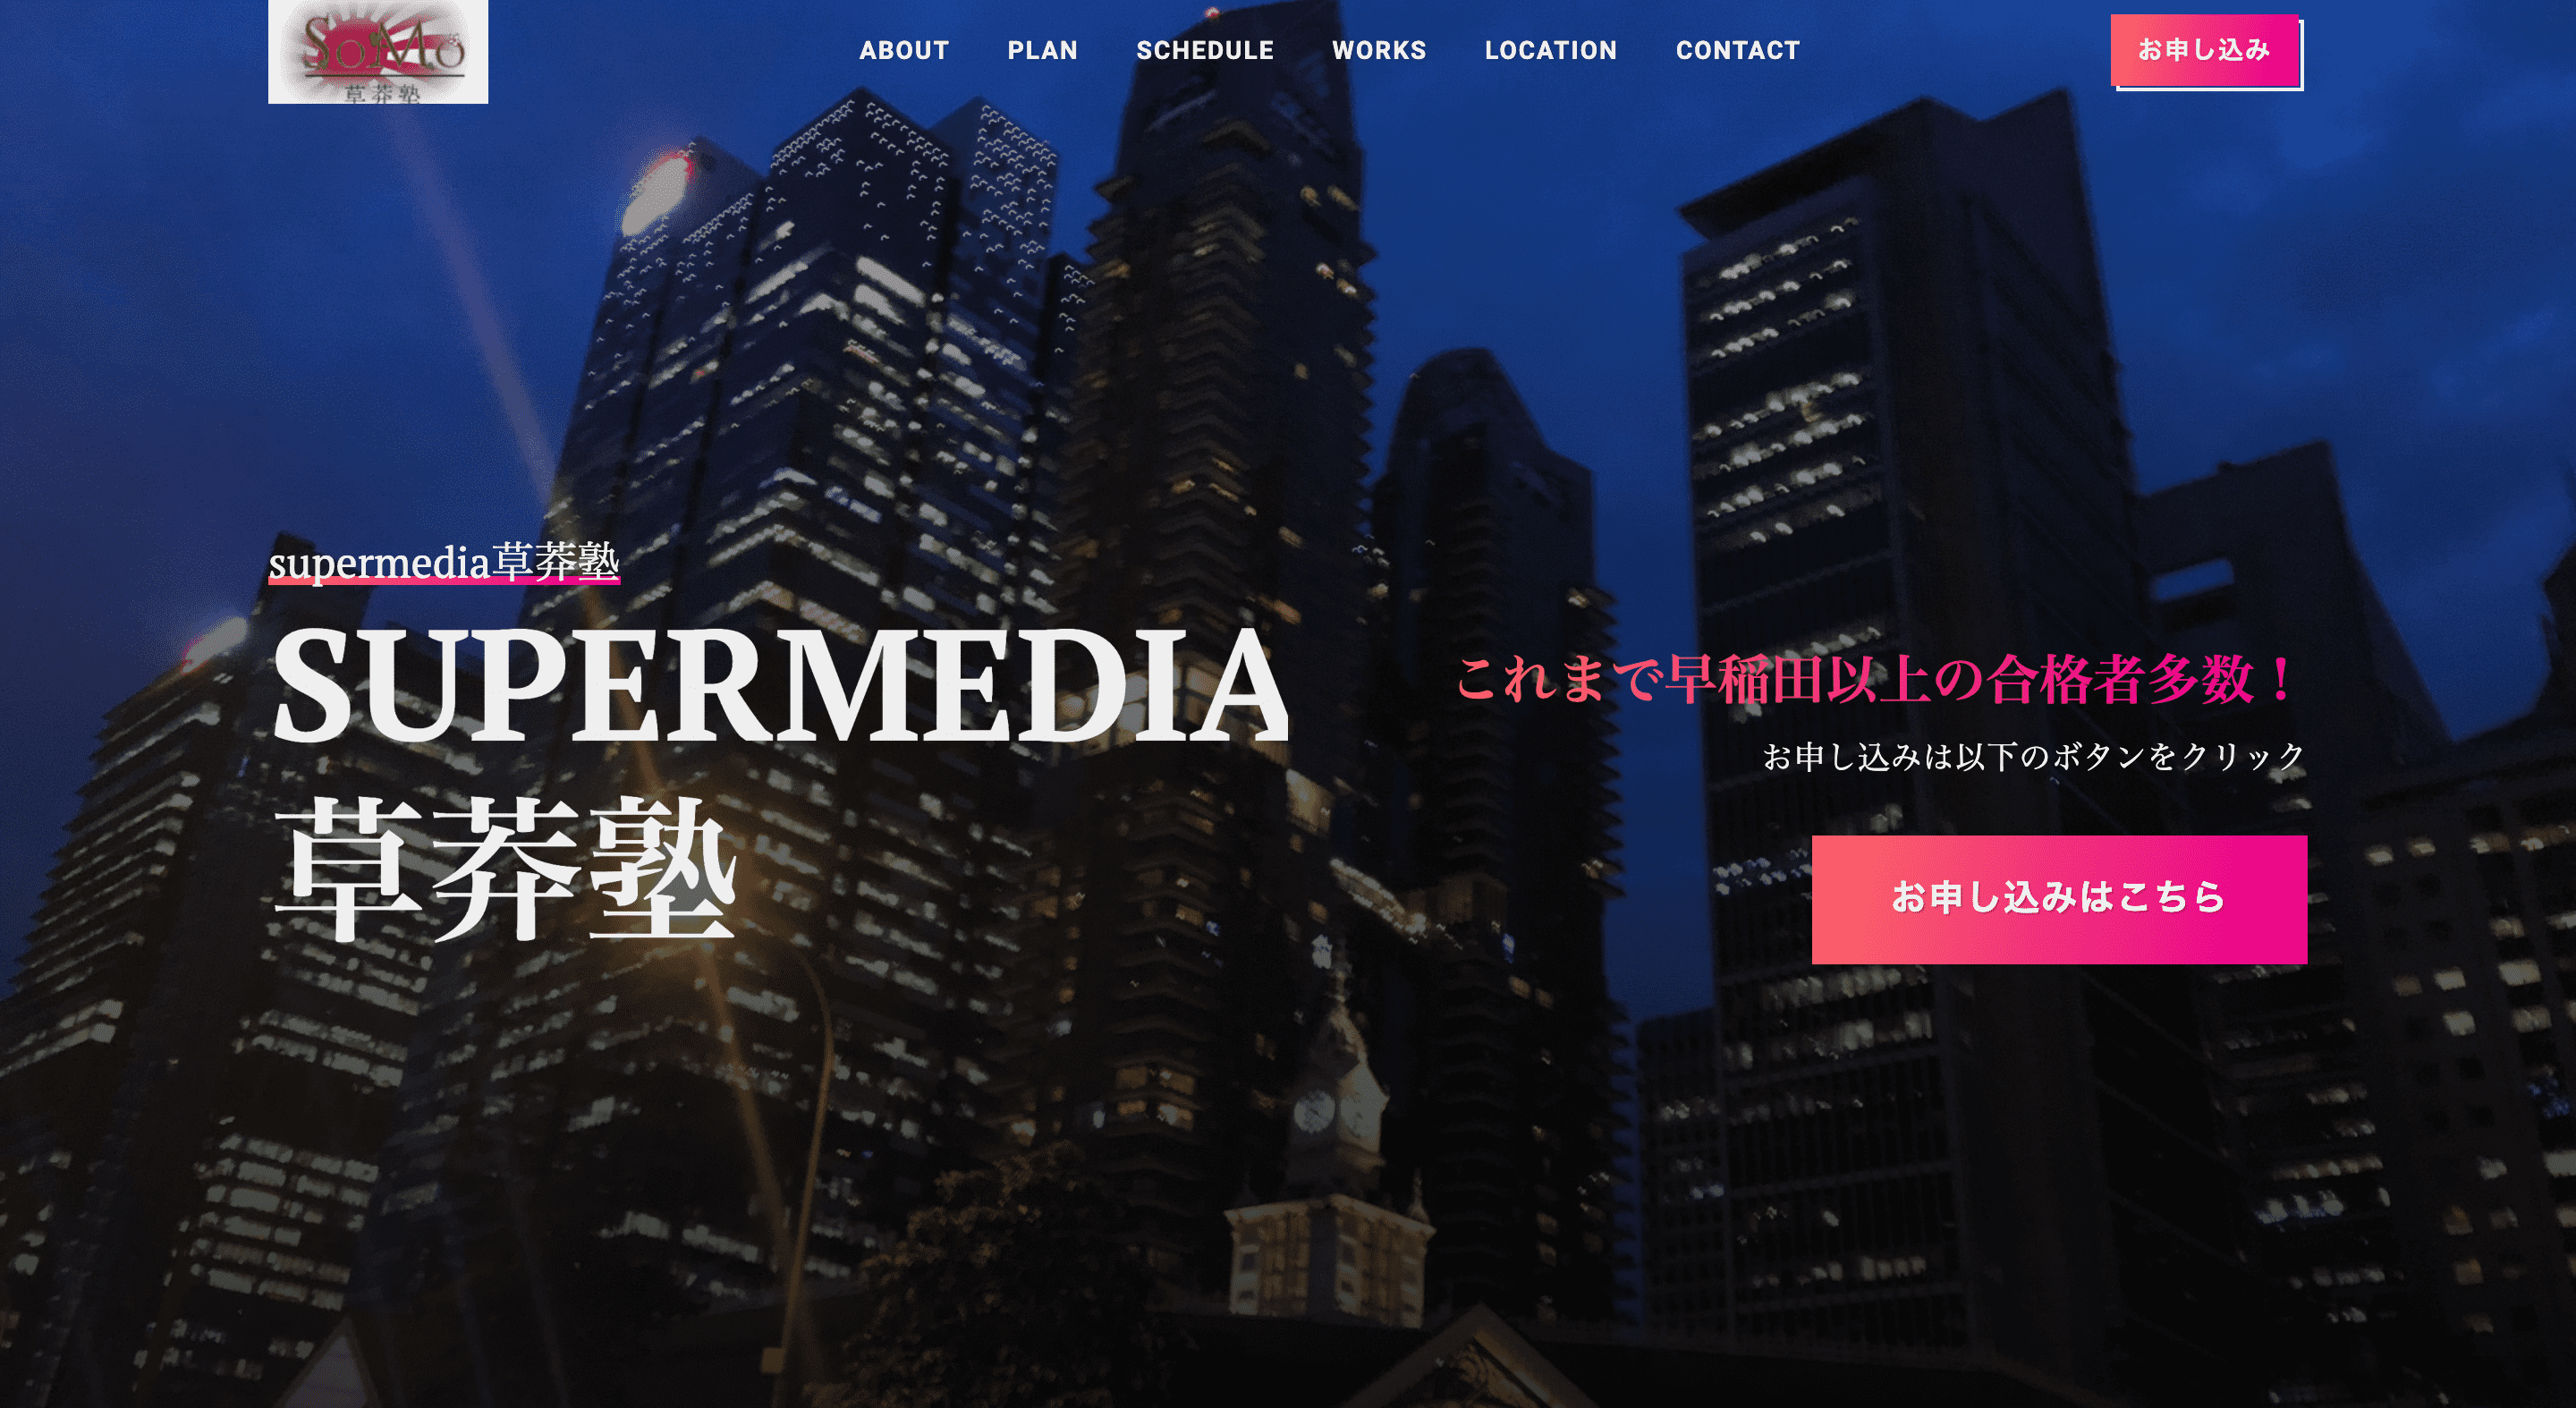 SoMo
草莽塾
ABOUT PLAN SCHEDULE WORKS LOCATION CONTACT
お申し込み
supermedia草莽塾
SUPERMEDIA
草莽塾
これまで早稲田以上の合格者多数！
お申し込みは以下のボタンをクリック
お申し込みはこちら